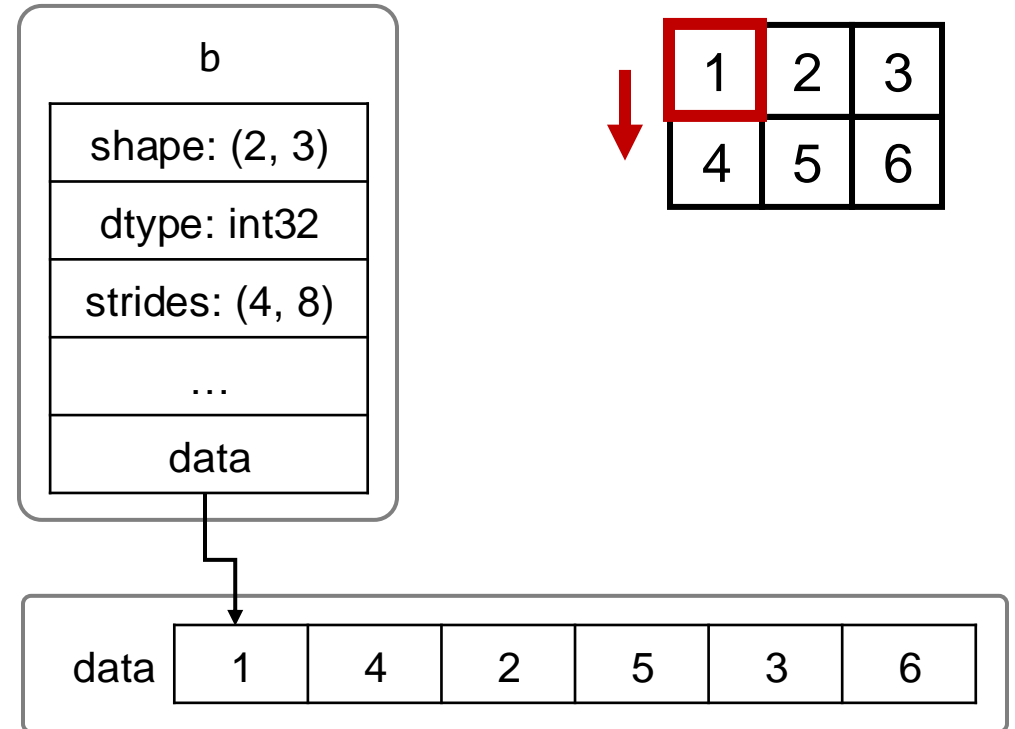 b
shape: (2, 3)
dtype: int32
strides: (4, 8)
…
data
1 2 3
4 5 6
data 1 4 2 5 3 6